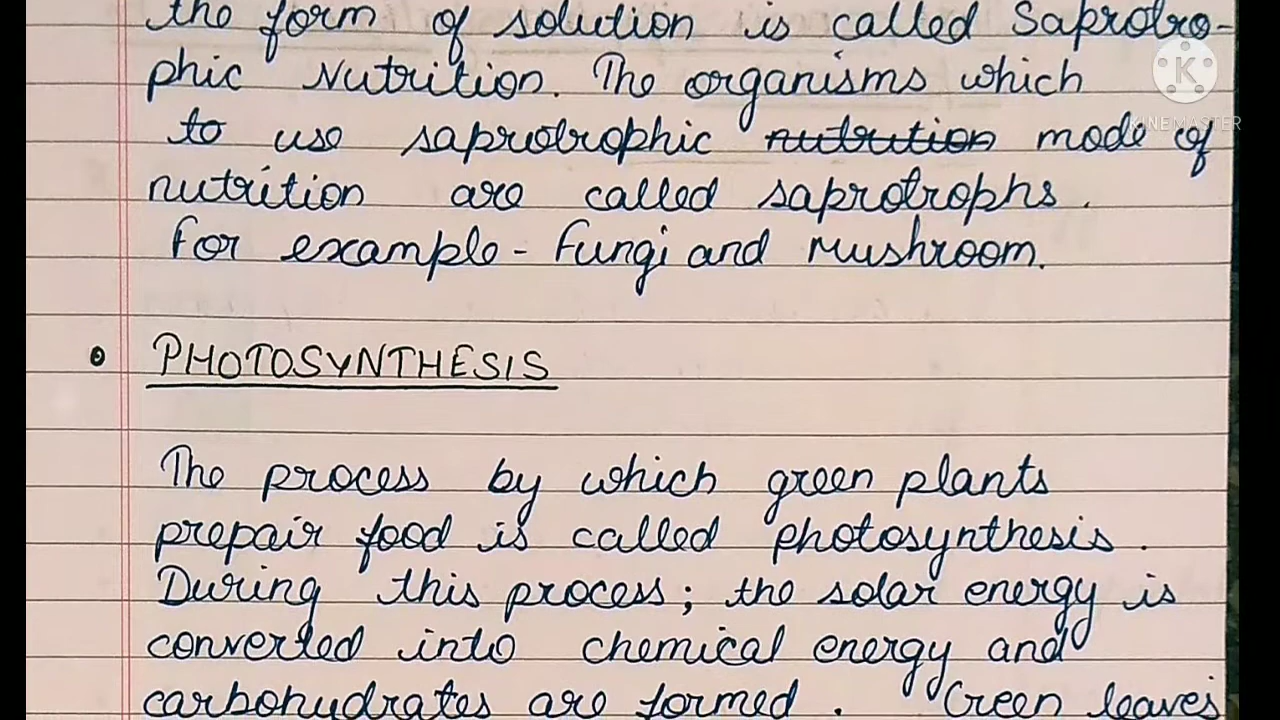 the form of solution is called Saprotro-
phic Nutrition. The organisms which
to use saprotrophic nutrution mode of
nutrition are called saprotrophs.
For example - Fungi and Mushroom.
PHOTOSYNTHESIS
The process by which green plants
prepair food is called photosynthesis.
During this process; the solar energy is
converted into chemical energy and
carbohydrates are formed. Green leaves
K
KINEMASTER